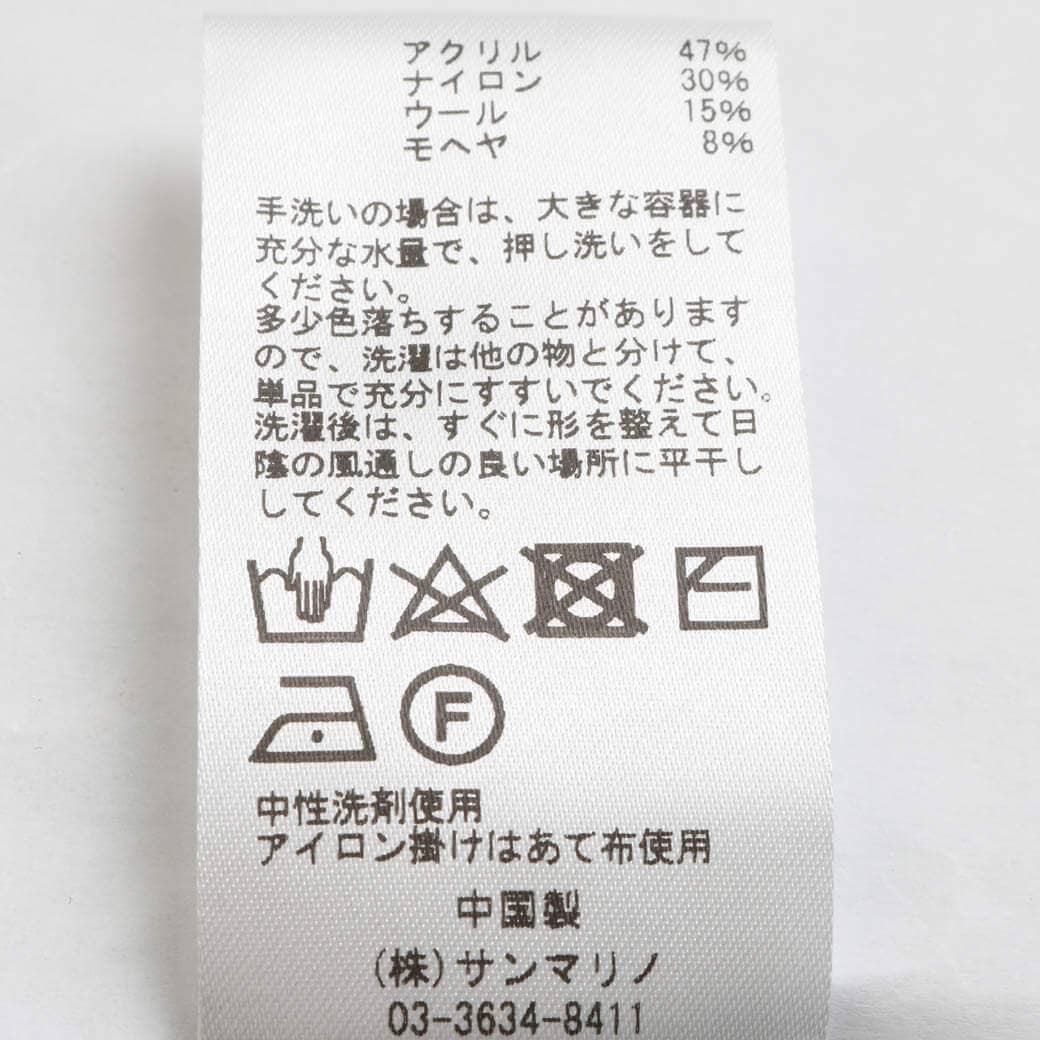 アクリル 47%
ナイロン 30%
ウール 15%
モヘヤ 8%
手洗いの場合は、大きな容器に
充分な水量で、押し洗いをして
ください。
多少色落ちすることがあります
ので、洗濯は他の物と分けて、
単品で充分にすすいでください。
洗濯後は、すぐに形を整えて日
陰の風通しの良い場所に平干し
してください。
F
中性洗剤使用
アイロン掛けはあて布使用
中国製
(株)サンマリノ
03-3634-8411